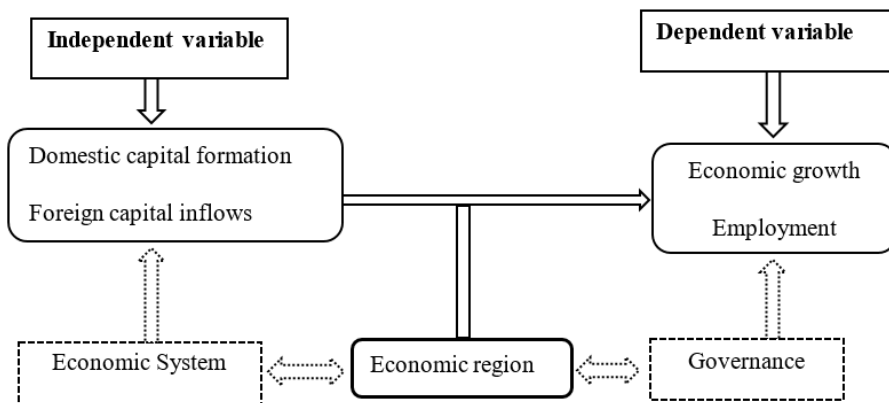 Independent variable
Dependent variable
Domestic capital formation
Foreign capital inflows
Economic growth
Employment
Economic System
Economic region
Governance